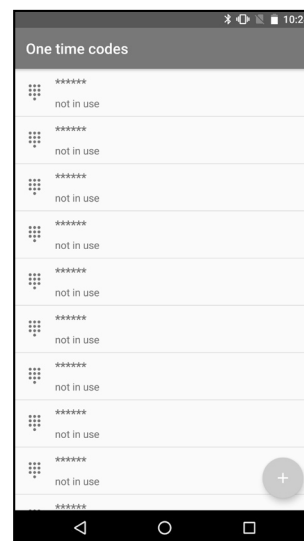 10:2
One time codes
******
not in use
******
not in use
******
not in use
******
not in use
******
not in use
******
not in use
******
not in use
******
not in use
******
not in use
******